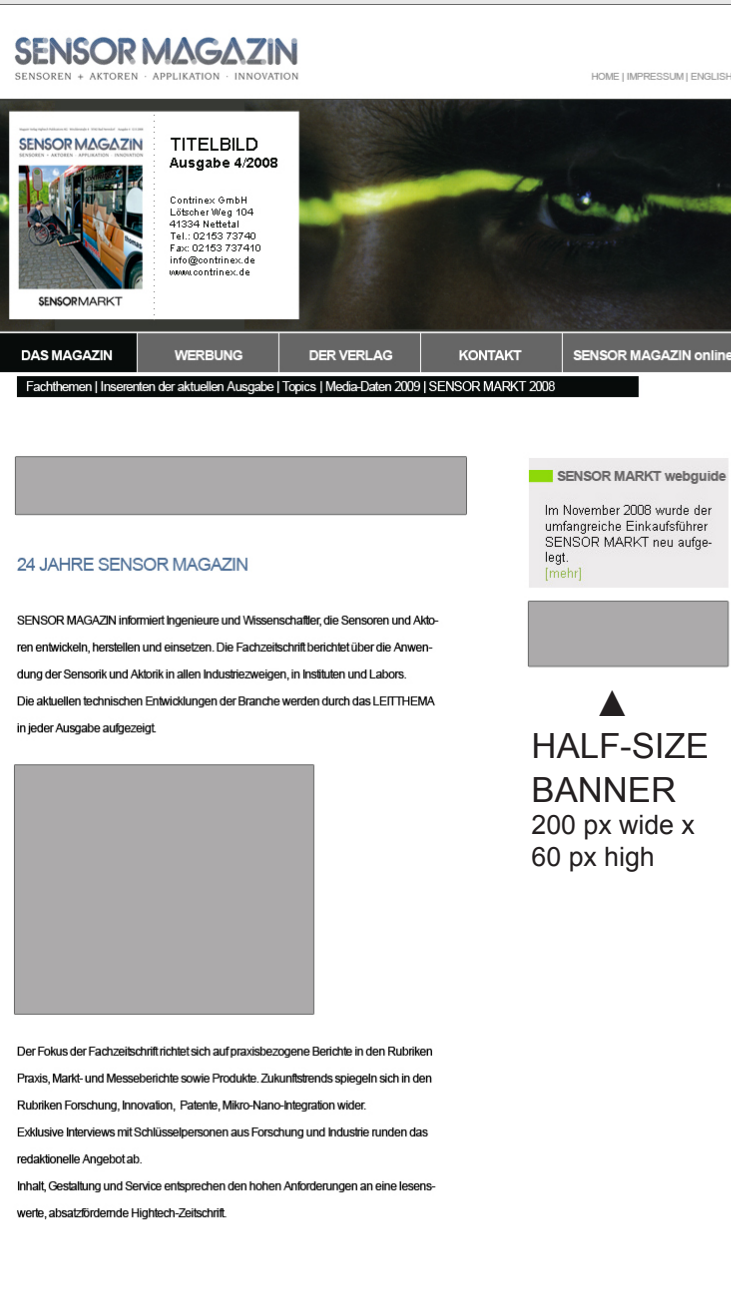 SENSOR MAGAZIN
SENSOREN + AKTOREN · APPLIKATION · INNOVATION
HOME | IMPRESSUM | ENGLISH
SENSOR MAGAZIN
SENSOREN + AKTOREN · APPLIKATION · INNOVATION
Thomas
SENSORMARKT
TITELBILD
Ausgabe 4/2008
Contrinex GmbH
Lötscher Weg 104
41334 Nettetal
Tel.: 02153 73740
Fax: 02153 737410
info@contrinex.de
www.contrinex.de
DAS MAGAZIN WERBUNG DER VERLAG KONTAKT SENSOR MAGAZIN online
Fachthemen | Inserenten der aktuellen Ausgabe | Topics | Media-Daten 2009 | SENSOR MARKT 2008
24 JAHRE SENSOR MAGAZIN
SENSOR MAGAZIN informiert Ingenieure und Wissenschaftler, die Sensoren und Akto-
ren entwickeln, herstellen und einsetzen. Die Fachzeitschrift berichtet über die Anwen-
dung der Sensorik und Aktorik in allen Industriezweigen, in Instituten und Labors.
Die aktuellen technischen Entwicklungen der Branche werden durch das LEITTHEMA
in jeder Ausgabe aufgezeigt.
Der Fokus der Fachzeitschrift richtet sich auf praxisbezogene Berichte in den Rubriken
Praxis, Markt- und Messeberichte sowie Produkte. Zukunftstrends spiegeln sich in den
Rubriken Forschung, Innovation, Patente, Mikro-Nano-Integration wider.
Exklusive Interviews mit Schlüsselpersonen aus Forschung und Industrie runden das
redaktionelle Angebot ab.
Inhalt, Gestaltung und Service entsprechen den hohen Anforderungen an eine lesens-
werte, absatzfördernde Hightech-Zeitschrift.
SENSOR MARKT webguide
Im November 2008 wurde der
umfangreiche Einkaufsführer
SENSOR MARKT neu aufge-
legt.
[mehr]
HALF-SIZE
BANNER
200 px wide x
60 px high